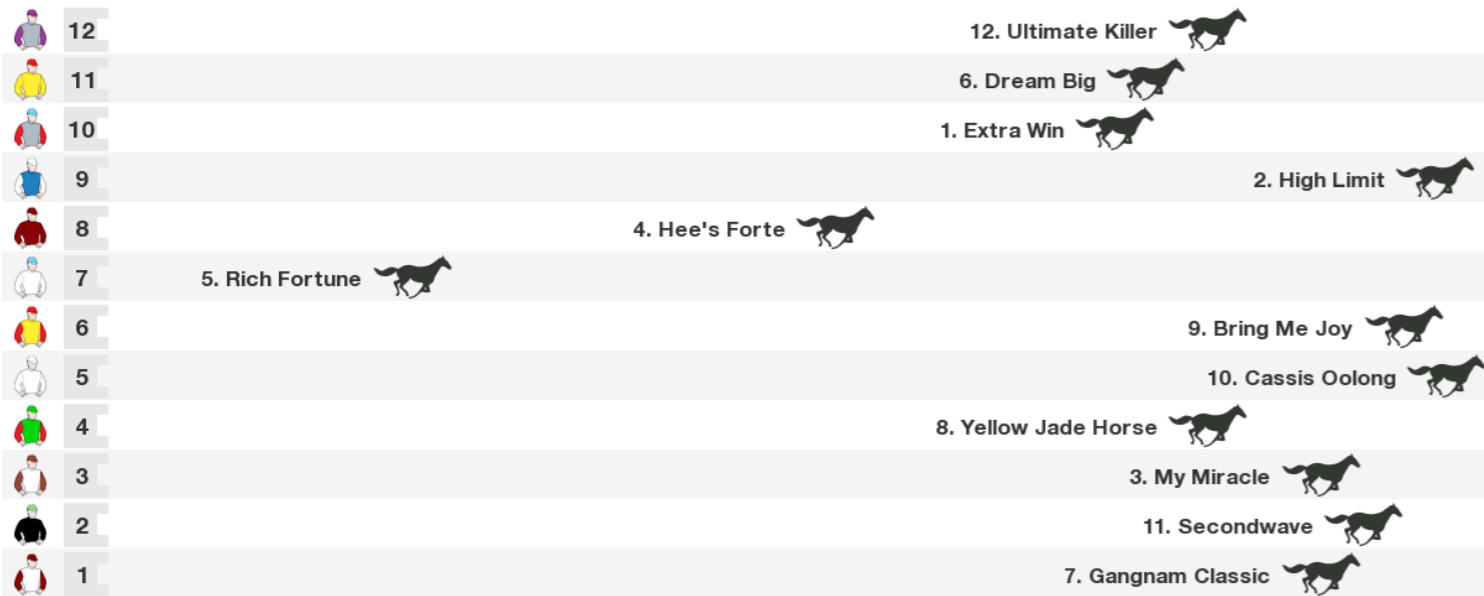 12 12. Ultimate Killer
11 6. Dream Big
10 1. Extra Win
9 2. High Limit
8 4. Hee's Forte
7 5. Rich Fortune
6 9. Bring Me Joy
5 10. Cassis Oolong
4 8. Yellow Jade Horse
3 3. My Miracle
2 11. Secondwave
1 7. Gangnam Classic